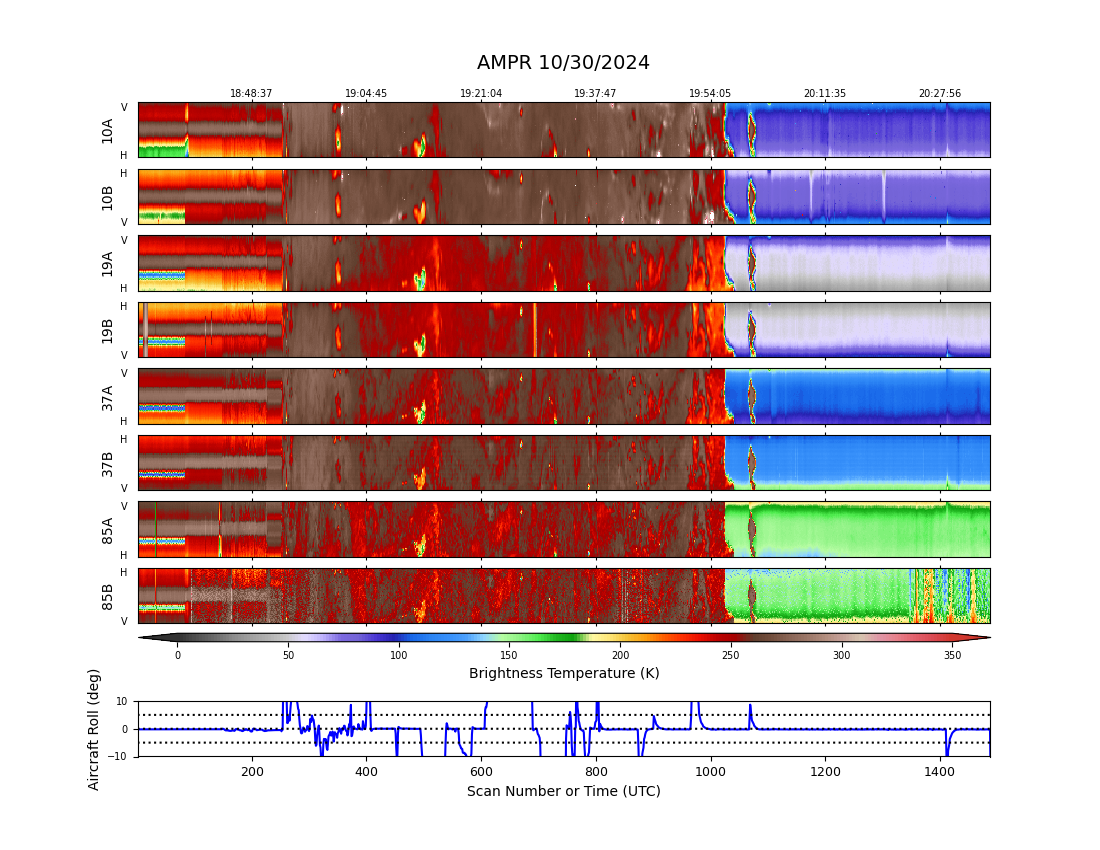 AMPR 10/30/2024
18:48:37 19:04:45 19:21:04 19:37:47 19:54:05 20:11:35 20:27:56
V
10A
H
H
10B
V
V
19A
H
H
19B
V
V
37A
H
H
37B
V
V
85A
H
H
85B
V
0 50 100 150 200 250 300 350
Brightness Temperature (K)
Aircraft Roll (deg)
10
0
−10
200 400 600 800 1000 1200 1400
Scan Number or Time (UTC)